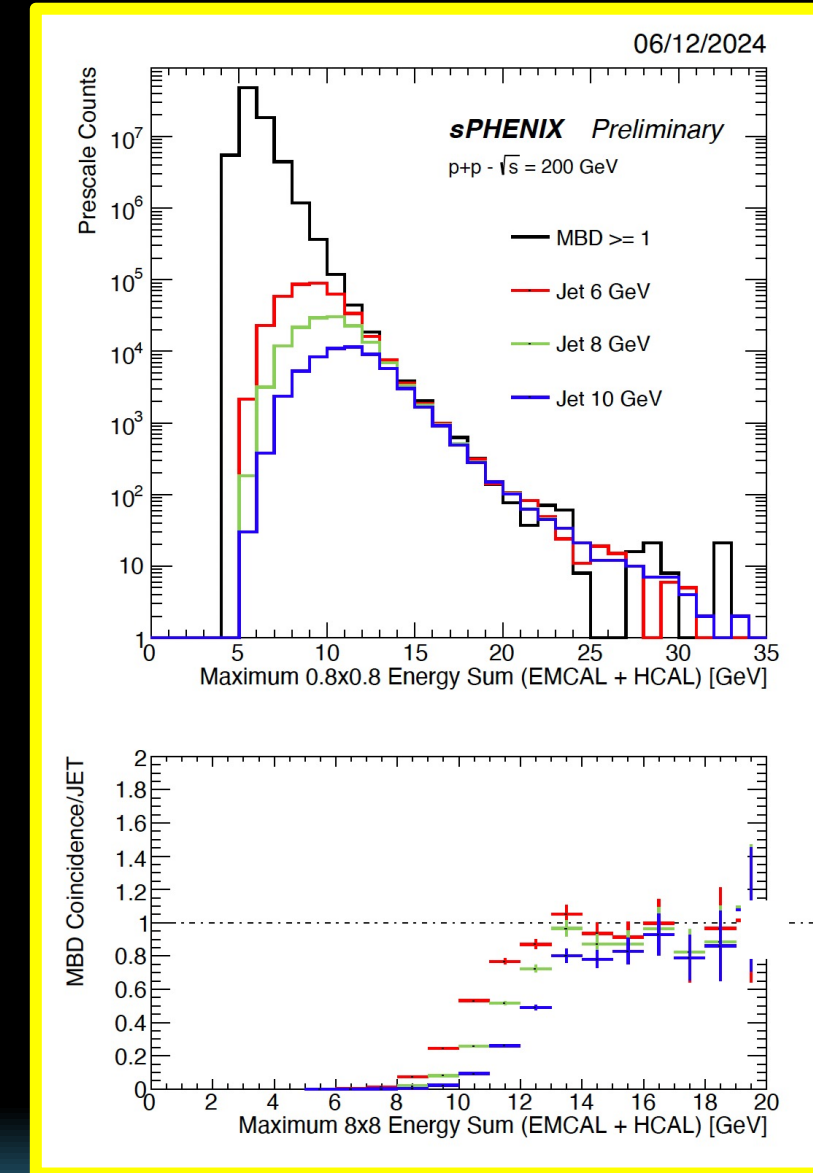 06/12/2024
Prescale Counts
sPHENIX Preliminary
p+p - √s = 200 GeV
MBD >= 1
Jet 6 GeV
Jet 8 GeV
Jet 10 GeV
10⁷
10⁶
10⁵
10⁴
10³
10²
10
1
0 5 10 15 20 25 30 35
Maximum 0.8x0.8 Energy Sum (EMCAL + HCAL) [GeV]
MBD Coincidence/JET
2
1.8
1.6
1.4
1.2
1
0.8
0.6
0.4
0.2
0
0 2 4 6 8 10 12 14 16 18 20
Maximum 8x8 Energy Sum (EMCAL + HCAL) [GeV]